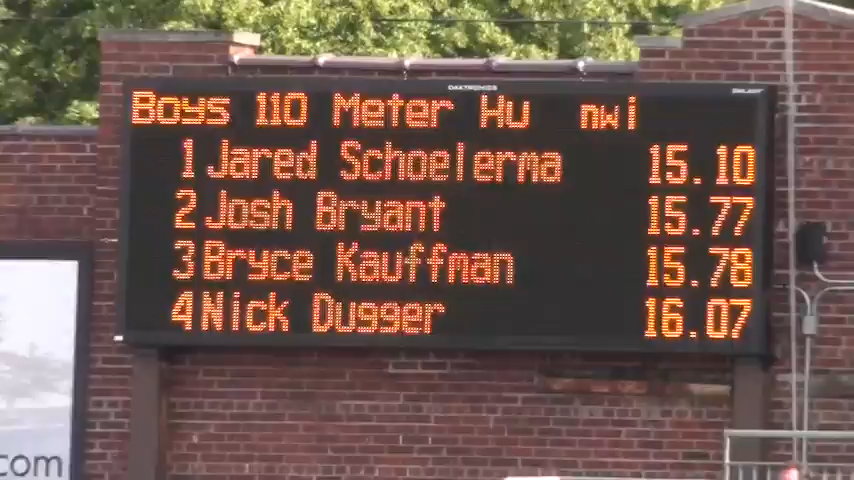 DAKTRONICS
Boys 110 Meter Hu nwi
1 Jared Schoelerma 15.10
2 Josh Bryant 15.77
3 Bryce Kauffman 15.78
4 Nick Dugger 16.07
com